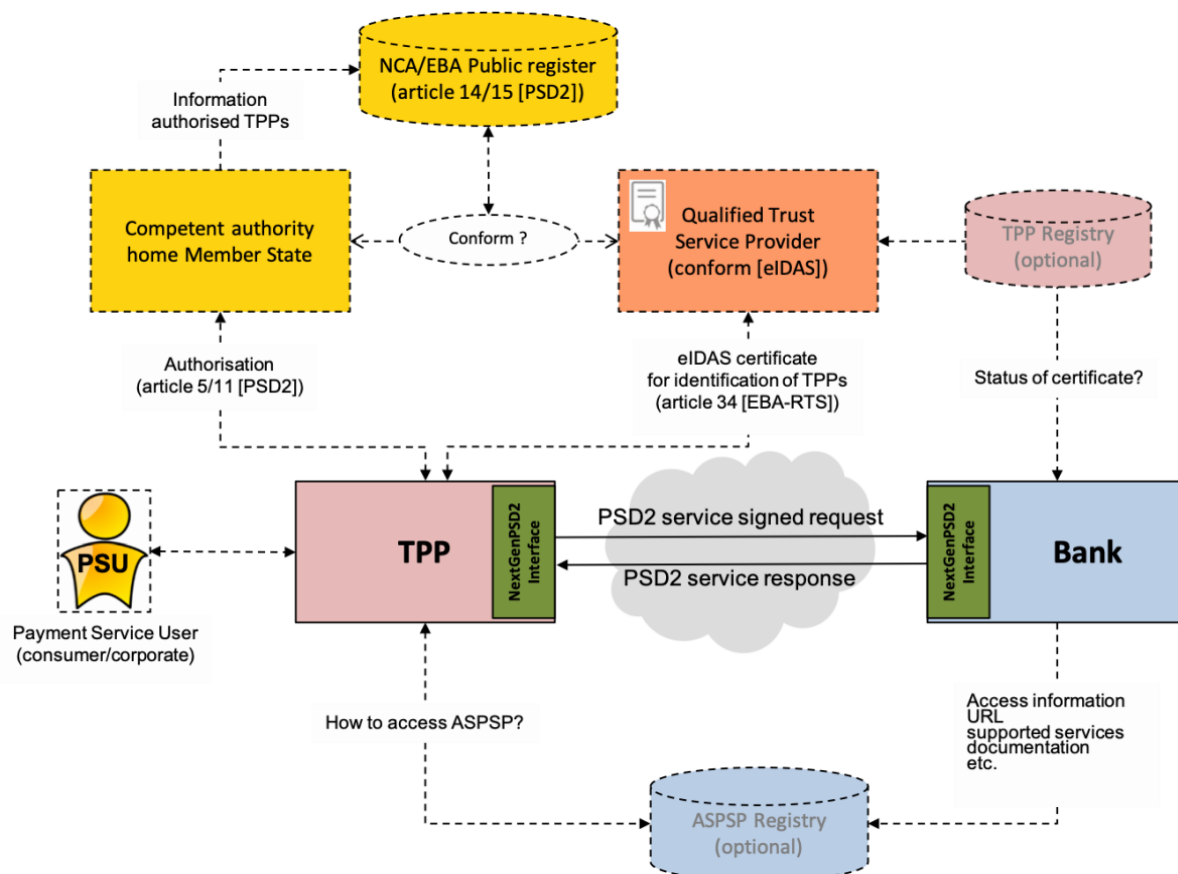 NCA/EBA Public register
(article 14/15 [PSD2])
Information
authorised TPPs
Competent authority
home Member State
Conform ?
Qualified Trust
Service Provider
(conform [eIDAS])
TPP Registry
(optional)
Authorisation
(article 5/11 [PSD2])
eIDAS certificate
for identification of TPPs
(article 34 [EBA-RTS])
Status of certificate?
PSU
Payment Service User
(consumer/corporate)
TPP
NextGenPSD2
Interface
PSD2 service signed request
PSD2 service response
NextGenPSD2
Interface
Bank
How to access ASPSP?
Access information
URL
supported services
documentation
etc.
ASPSP Registry
(optional)